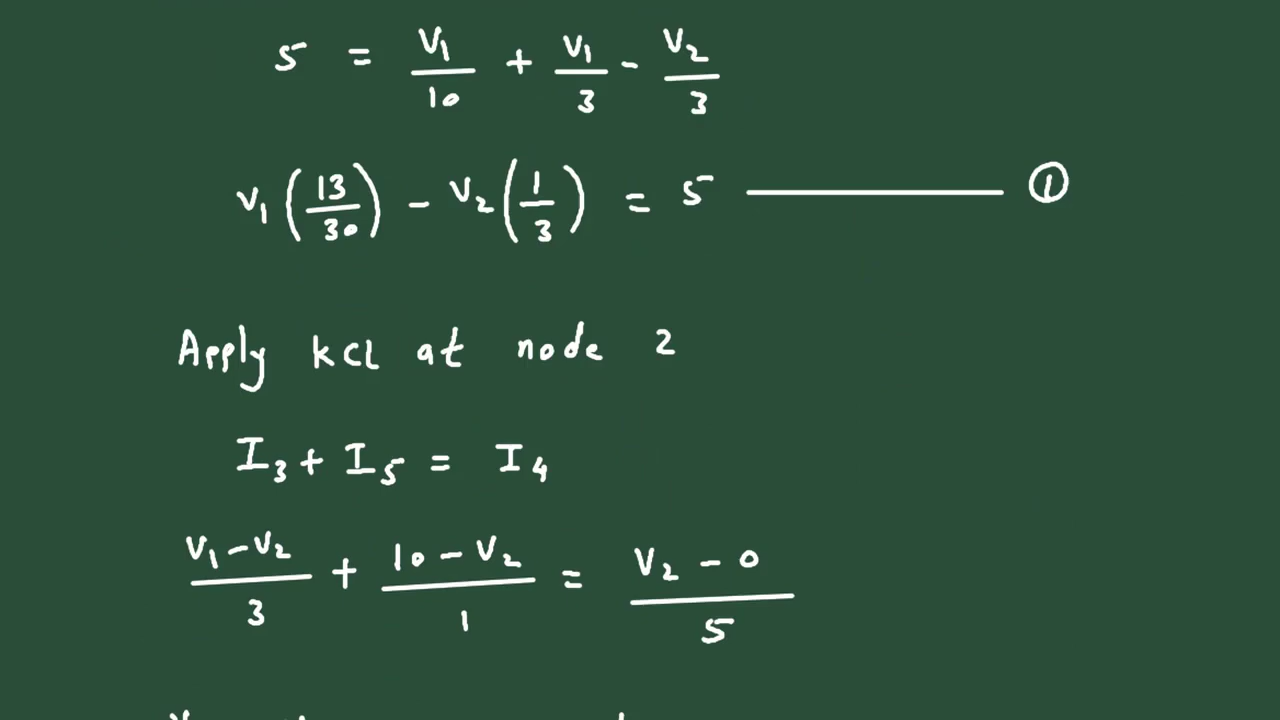 5 = V₁/10 + V₁/3 - V₂/3
V₁(13/30) - V₂(1/3) = 5 ——— ①
Apply KCL at node 2
I₃ + I₅ = I₄
(V₁-V₂)/3 + (10-V₂)/1 = (V₂-0)/5